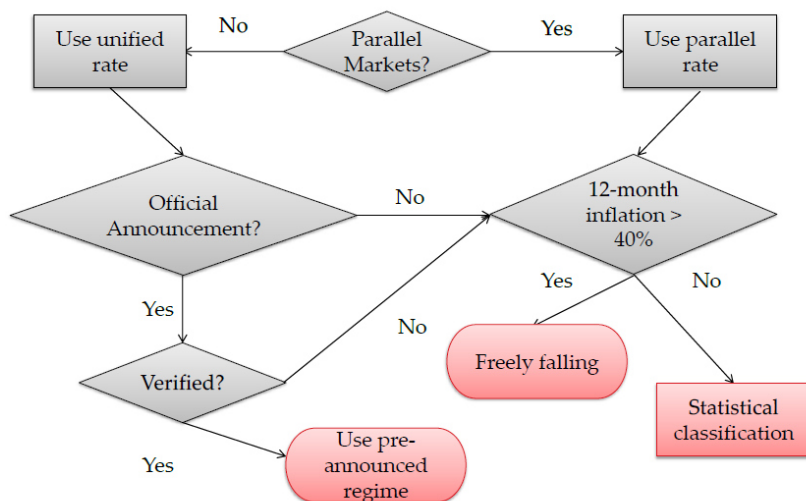 Use unified
rate
No
Parallel
Markets?
Yes
Use parallel
rate
Official
Announcement?
No
12-month
inflation >
40%
Yes
No
Yes
No
Verified?
Freely falling
Statistical
classification
Yes
Use pre-
announced
regime